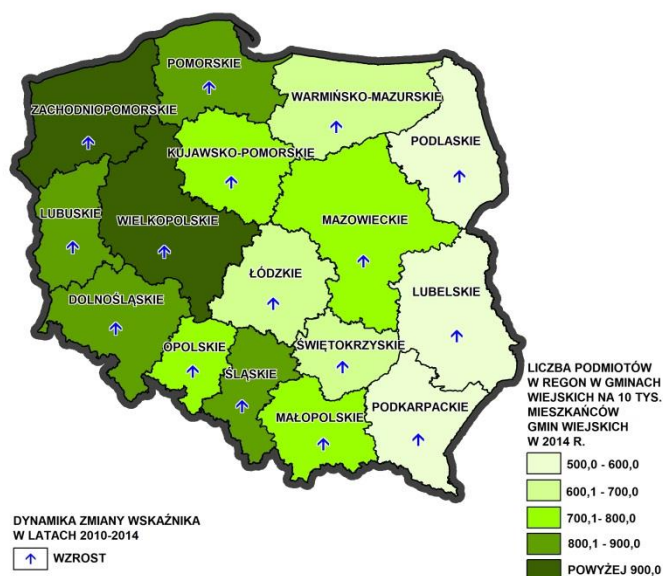 POMORSKIE
WARMIŃSKO-MAZURSKIE
ZACHODNIOPOMORSKIE
PODLASKIE
KUJAWSKO-POMORSKIE
LUBUSKIE
WIELKOPOLSKIE
MAZOWIECKIE
ŁÓDZKIE
LUBELSKIE
DOLNOŚLĄSKIE
OPOLSKIE
ŚWIĘTOKRZYSKIE
ŚLĄSKIE
MAŁOPOLSKIE
PODKARPACKIE
LICZBA PODMIOTÓW
W REGON W GMINACH
WIEJSKICH NA 10 TYS.
MIESZKAŃCÓW
GMIN WIEJSKICH
W 2014 R.
500,0 - 600,0
600,1 - 700,0
700,1- 800,0
800,1 - 900,0
POWYŻEJ 900,0
DYNAMIKA ZMIANY WSKAŹNIKA
W LATACH 2010-2014
WZROST